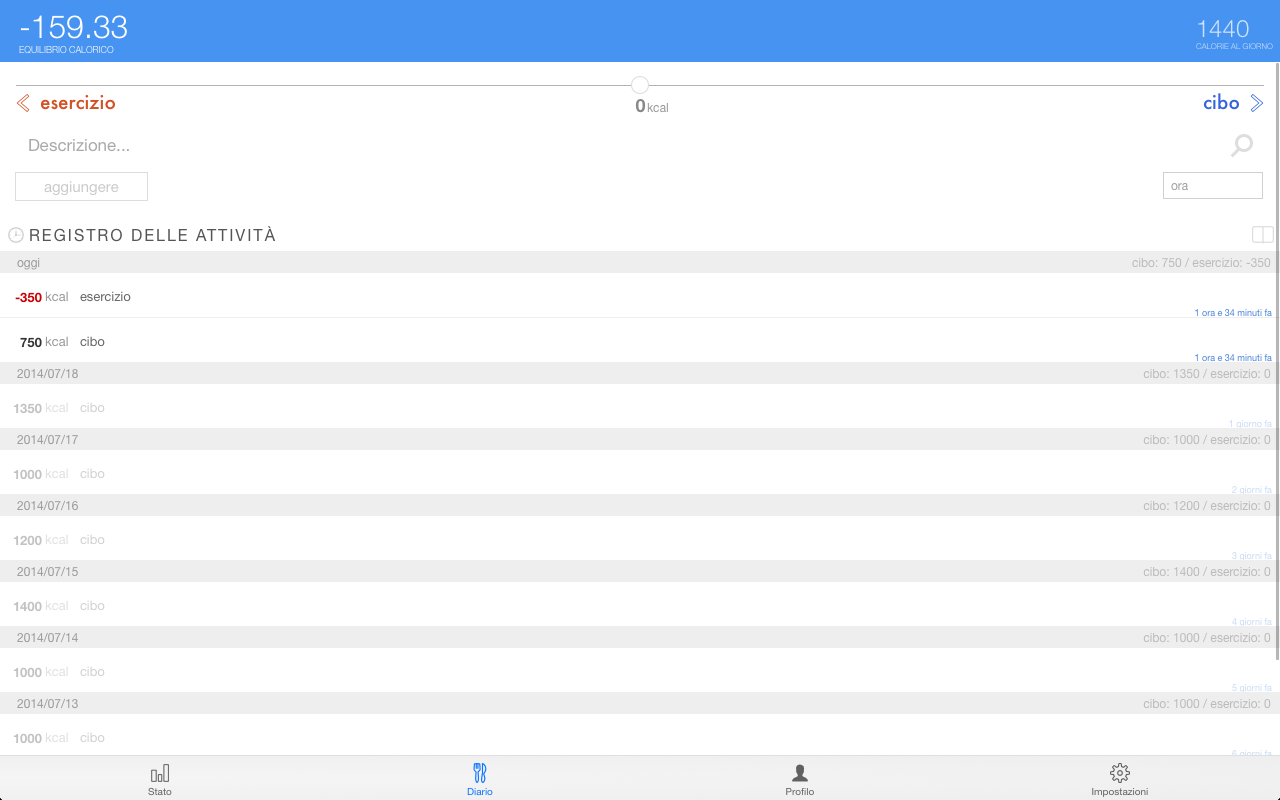 -159.33
EQUILIBRIO CALORICO
1440
CALORIE AL GIORNO
esercizio
0 kcal
cibo
Descrizione...
aggiungere
ora
REGISTRO DELLE ATTIVITÀ
oggi cibo: 750 / esercizio: -350
-350 kcal esercizio
1 ora e 34 minuti fa
750 kcal cibo
1 ora e 34 minuti fa
2014/07/18 cibo: 1350 / esercizio: 0
1350 kcal cibo
1 giorno fa
2014/07/17 cibo: 1000 / esercizio: 0
1000 kcal cibo
2 giorni fa
2014/07/16 cibo: 1200 / esercizio: 0
1200 kcal cibo
3 giorni fa
2014/07/15 cibo: 1400 / esercizio: 0
1400 kcal cibo
4 giorni fa
2014/07/14 cibo: 1000 / esercizio: 0
1000 kcal cibo
5 giorni fa
2014/07/13 cibo: 1000 / esercizio: 0
1000 kcal cibo
6 giorni fa
Stato Diario Profilo Impostazioni